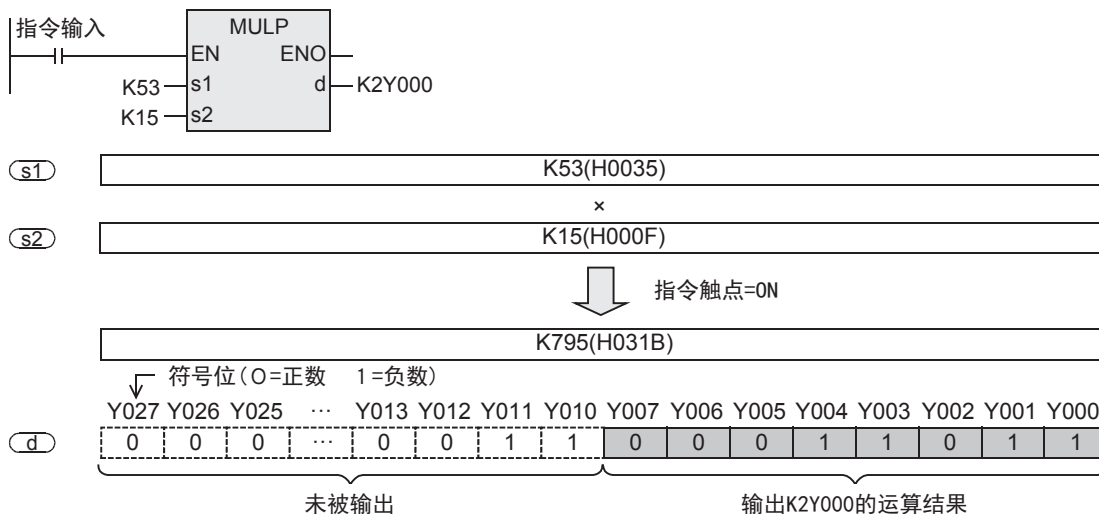 指令输入
MULP
EN ENO
K53 s1 d K2Y000
K15 s2
s1 K53(H0035)
×
s2 K15(H000F)
指令触点=ON
K795(H031B)
符号位(0=正数 1=负数)
Y027 Y026 Y025 … Y013 Y012 Y011 Y010 Y007 Y006 Y005 Y004 Y003 Y002 Y001 Y000
d 0 0 0 … 0 0 1 1 0 0 0 1 1 0 1 1
未被输出 输出K2Y000的运算结果